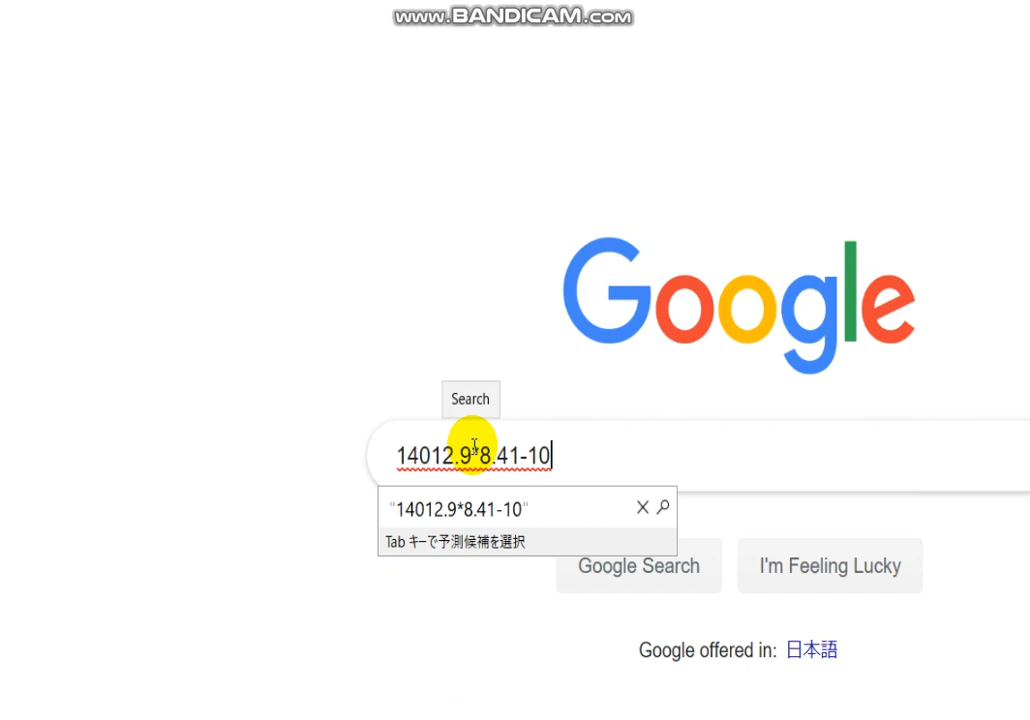 www.BANDICAM.com
Google
Search
14012.9*8.41-10
"14012.9*8.41-10"
Tab キーで予測候補を選択
Google Search
I'm Feeling Lucky
Google offered in: 日本語